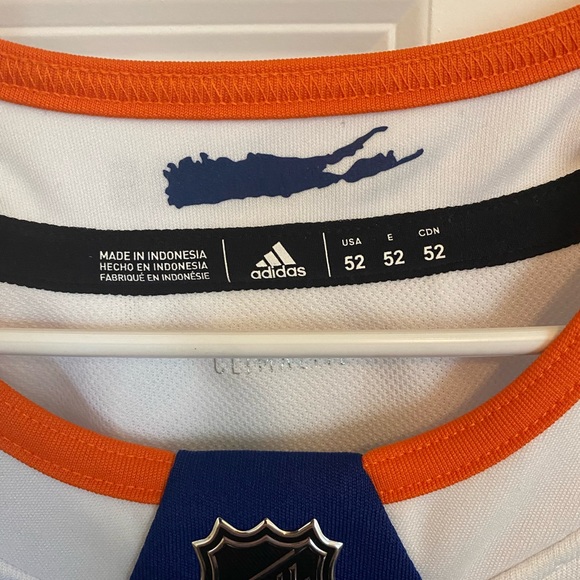 MADE IN INDONESIA
HECHO EN INDONESIA
FABRIQUÉ EN INDONÉSIE
adidas
USA E CDN
52 52 52